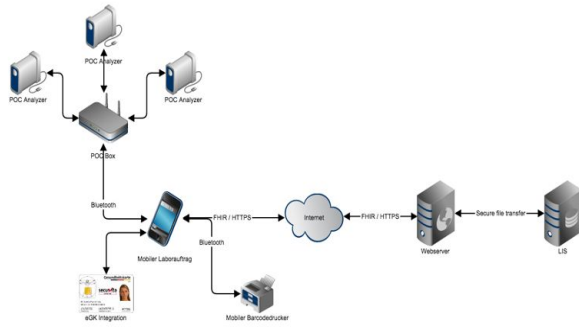 POC Analyzer
POC Analyzer
POC Analyzer
POC Box
Bluetooth
FHIR / HTTPS
Internet
FHIR / HTTPS
Secure file transfer
Bluetooth
Mobiler Laborauftrag
Webserver
LIS
Gesundheitskarte
eGK Integration
Mobiler Barcodedrucker